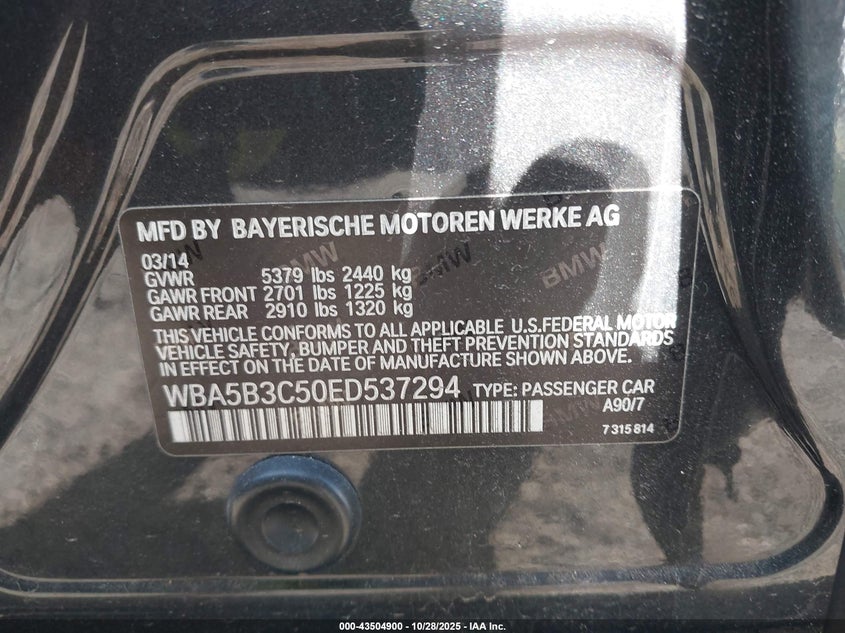 MFD BY BAYERISCHE MOTOREN WERKE AG
03/14
GVWR 5379 lbs 2440 kg
GAWR FRONT 2701 lbs 1225 kg
GAWR REAR 2910 lbs 1320 kg
THIS VEHICLE CONFORMS TO ALL APPLICABLE U.S.FEDERAL MOTOR
VEHICLE SAFETY, BUMPER AND THEFT PREVENTION STANDARDS
IN EFFECT ON THE DATE OF MANUFACTURE SHOWN ABOVE.
WBA5B3C50ED537294 TYPE: PASSENGER CAR
A90/7
7 315 814
BMW
BMW
BMW
000-43504900 - 10/28/2025 - IAA Inc.